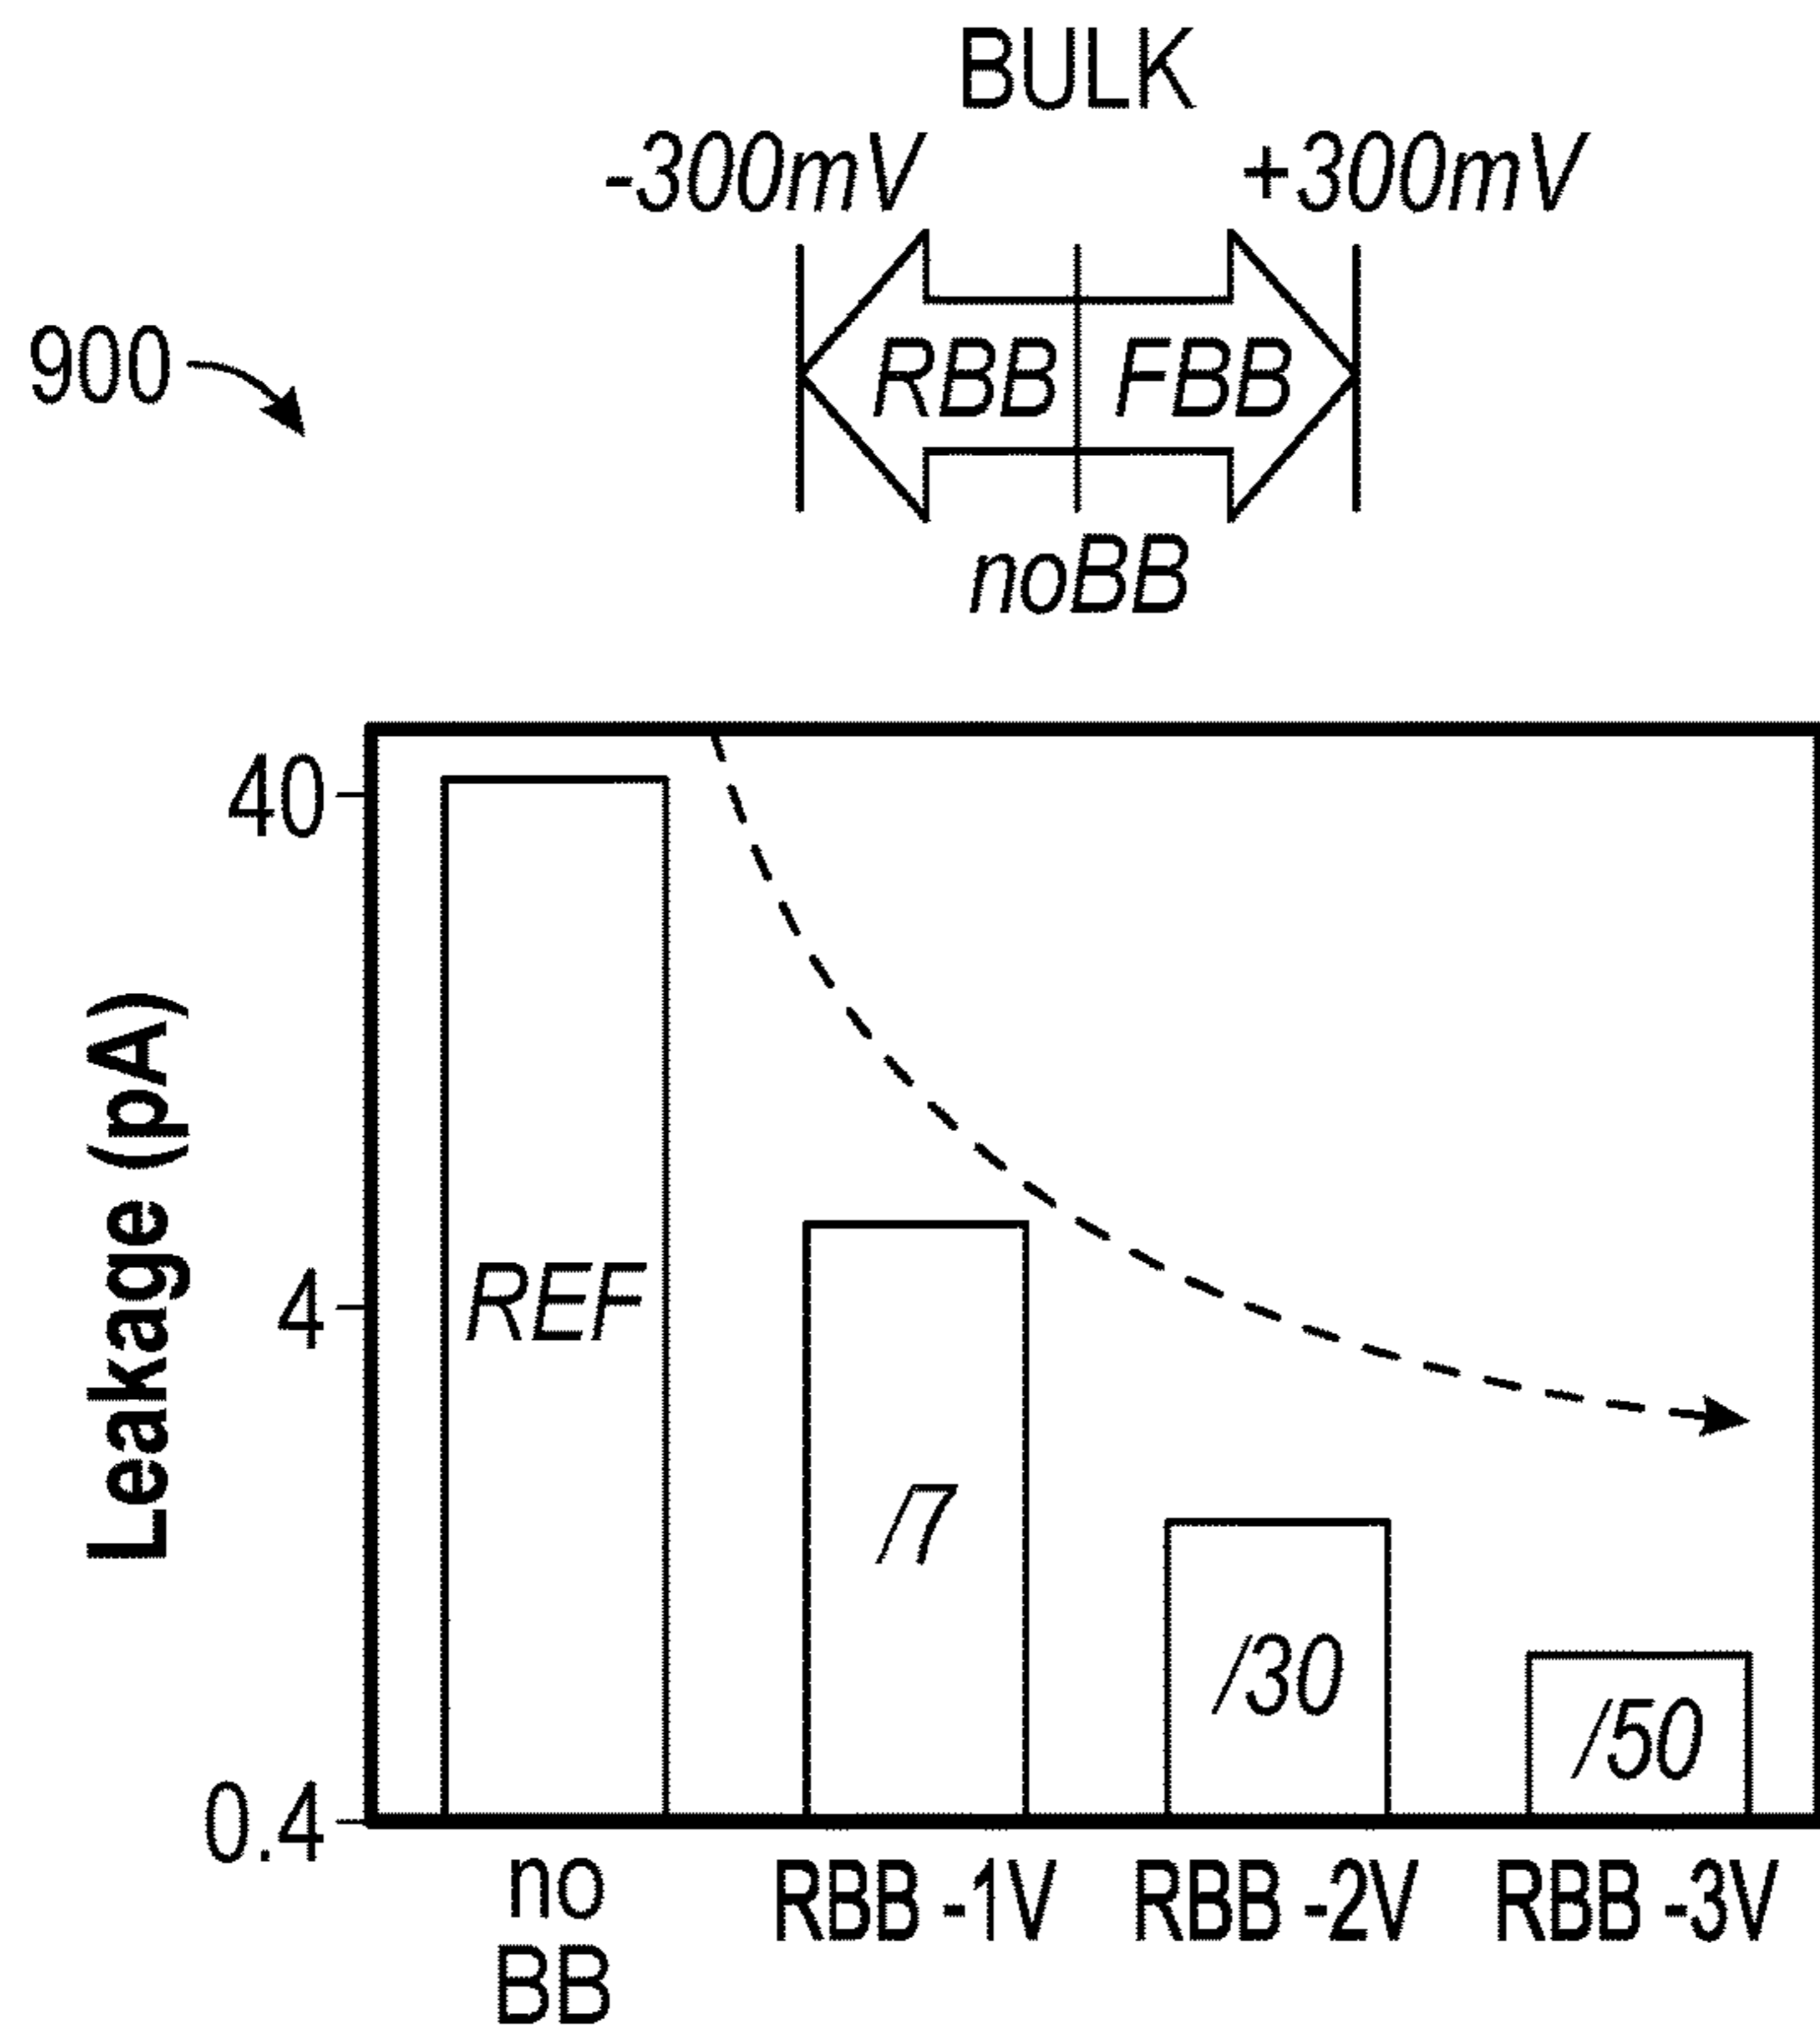 BULK
-300mV +300mV
900
RBB FBB
noBB
Leakage (pA)
40
4
0.4
REF
/7
/30
/50
no
BB
RBB -1V
RBB -2V
RBB -3V